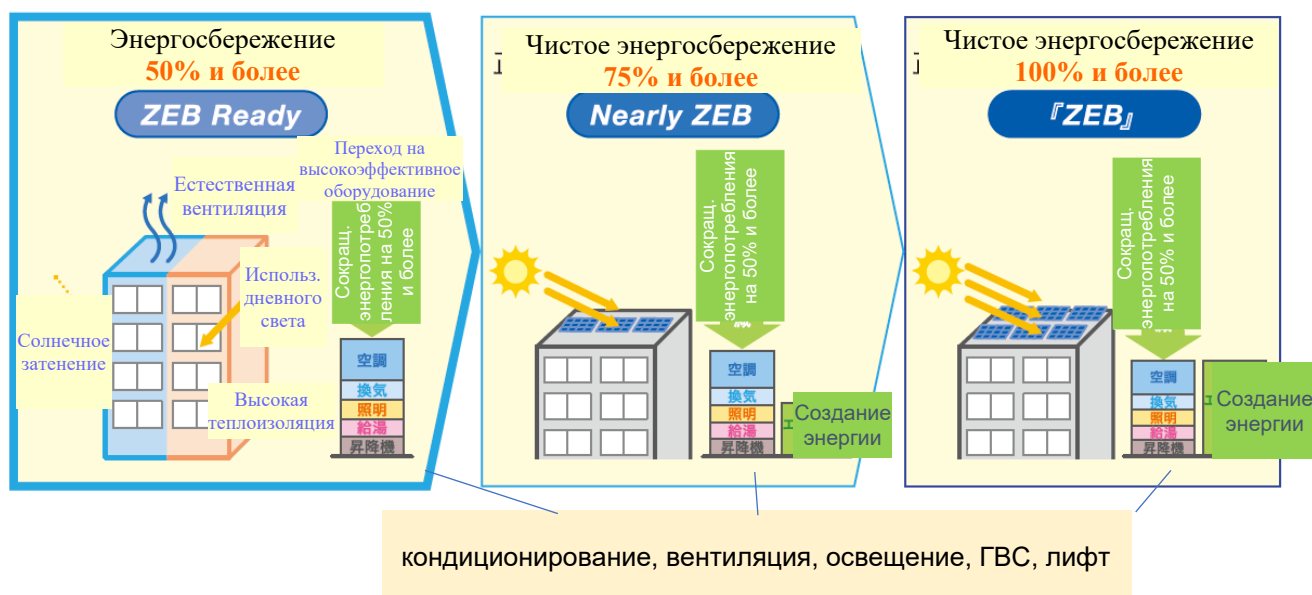 Энергосбережение
50% и более
ZEB Ready
Переход на
высокоэффективное
оборудование
Естественная
вентиляция
Сокращ.
энергопотреб
ления на 50%
и более
Использ.
дневного
света
Солнечное
затенение
Высокая
теплоизоляция
空調
換気
照明
給湯
昇降機
Чистое энергосбережение
75% и более
Nearly ZEB
Сокращ.
энергопотребления
на 50% и более
空調
換気
照明
給湯
昇降機
Создание
энергии
Чистое энергосбережение
100% и более
『ZEB』
Сокращ.
энергопотребления
на 50% и более
空調
換気
照明
給湯
昇降機
Создание
энергии
кондиционирование, вентиляция, освещение, ГВС, лифт